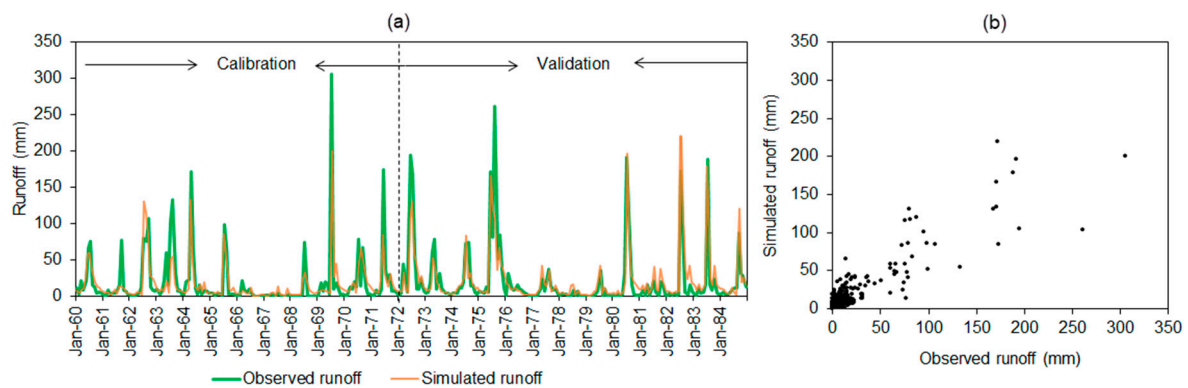 (a)
Calibration
Validation
Runofff (mm)
350
300
250
200
150
100
50
0
Jan-60
Jan-61
Jan-62
Jan-63
Jan-64
Jan-65
Jan-66
Jan-67
Jan-68
Jan-69
Jan-70
Jan-71
Jan-72
Jan-73
Jan-74
Jan-75
Jan-76
Jan-77
Jan-78
Jan-79
Jan-80
Jan-81
Jan-82
Jan-83
Jan-84
Observed runoff
Simulated runoff
(b)
Simulated runoff (mm)
350
300
250
200
150
100
50
0
0 50 100 150 200 250 300 350
Observed runoff (mm)